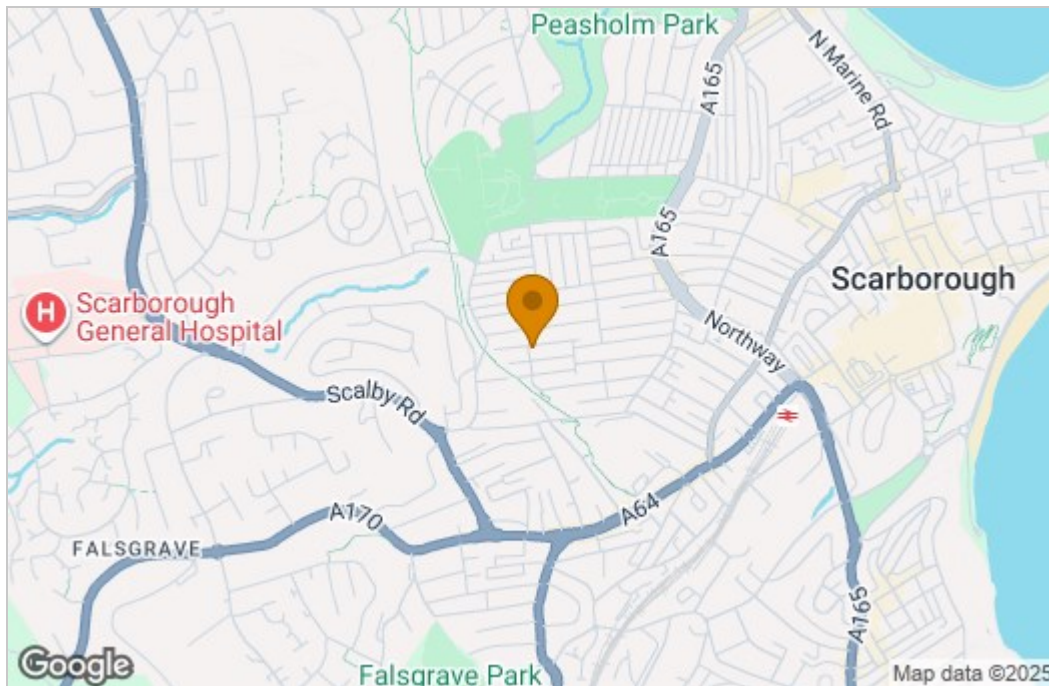 Peasholm Park
N Marine Rd
A165
A165
Scarborough
H
Scarborough
General Hospital
Northway
Scalby Rd
A64
A170
FALSGRAVE
A165
Falsgrave Park
Google
Map data ©2025